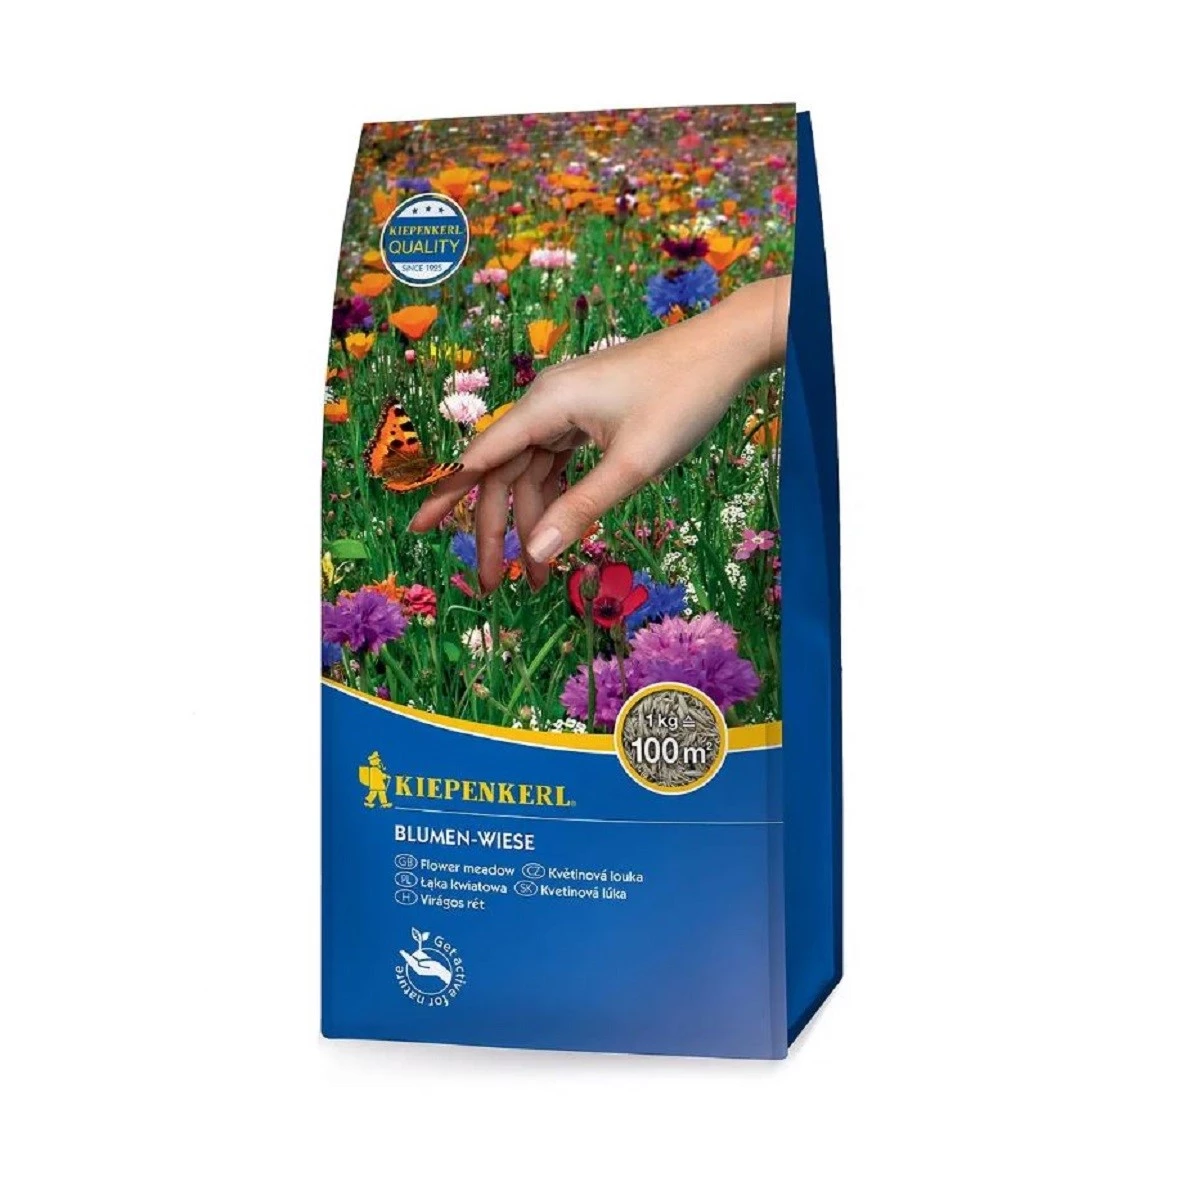 KIEPENKERL
QUALITY
SINCE 1995
1 kg ≙
100 m²
KIEPENKERL®
BLUMEN-WIESE
GB Flower meadow CZ Květinová louka
PL Łąka kwiatowa SK Kvetinová lúka
H Virágos rét
Get active for nature